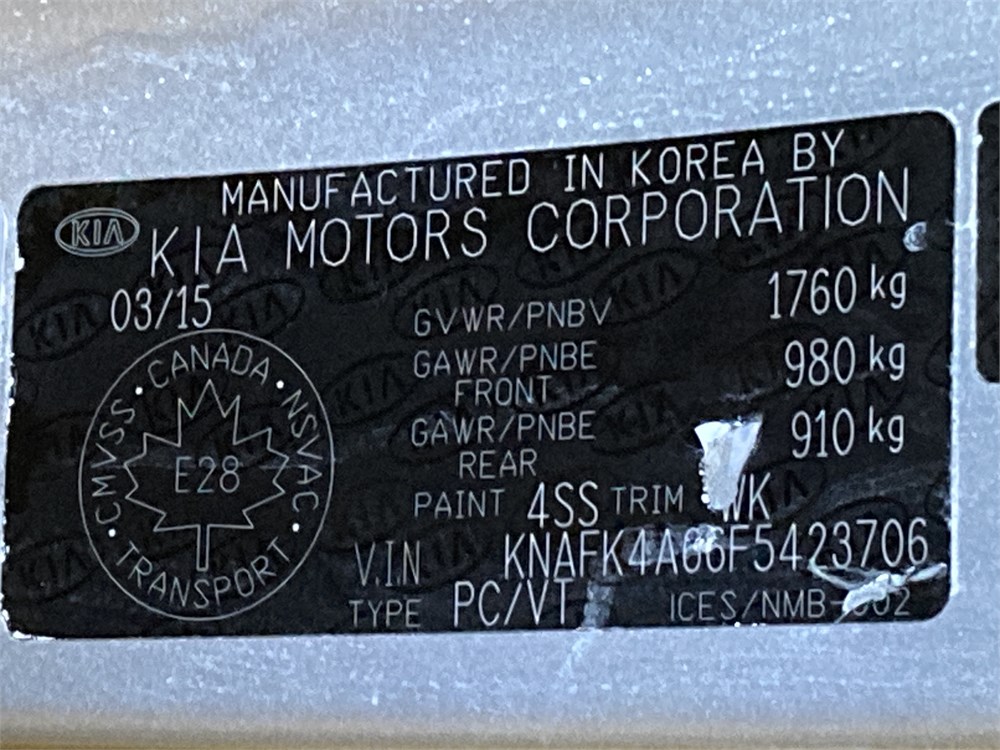 MANUFACTURED IN KOREA BY
KIA KIA MOTORS CORPORATION
03/15
GVWR/PNBV 1760 kg
GAWR/PNBE FRONT 980 kg
GAWR/PNBE REAR 910 kg
PAINT 4SS TRIM
V.I.N KNAFK4A66F5423706
TYPE PC/VT ICES/NMB-
CANADA · NSVAC · TRANSPORT · CMVSS ·
E28